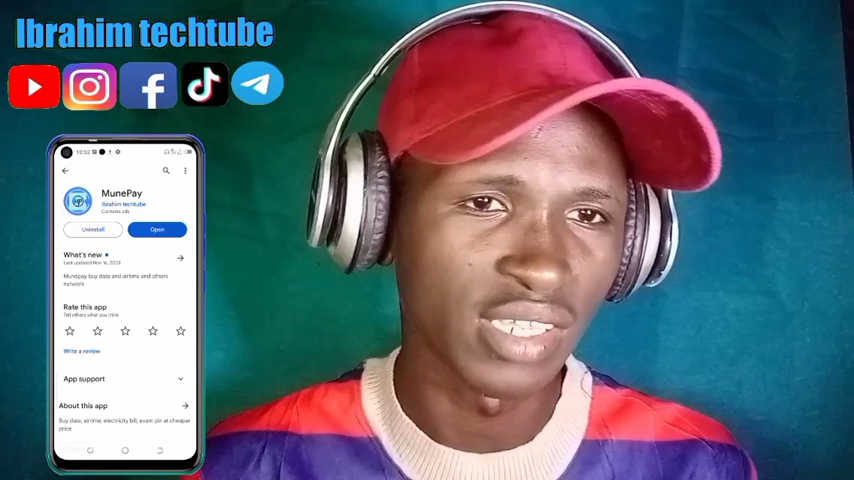 Ibrahim techtube
10:52
MunePay
Ibrahim techtube
Contains ads
Uninstall
Open
What's new
Last updated Nov 16, 2023
Munepay buy data and airtime and others
network
Rate this app
Tell others what you think
Write a review
App support
About this app
Buy data, airtime, electricity bill, exam pin at cheaper
price